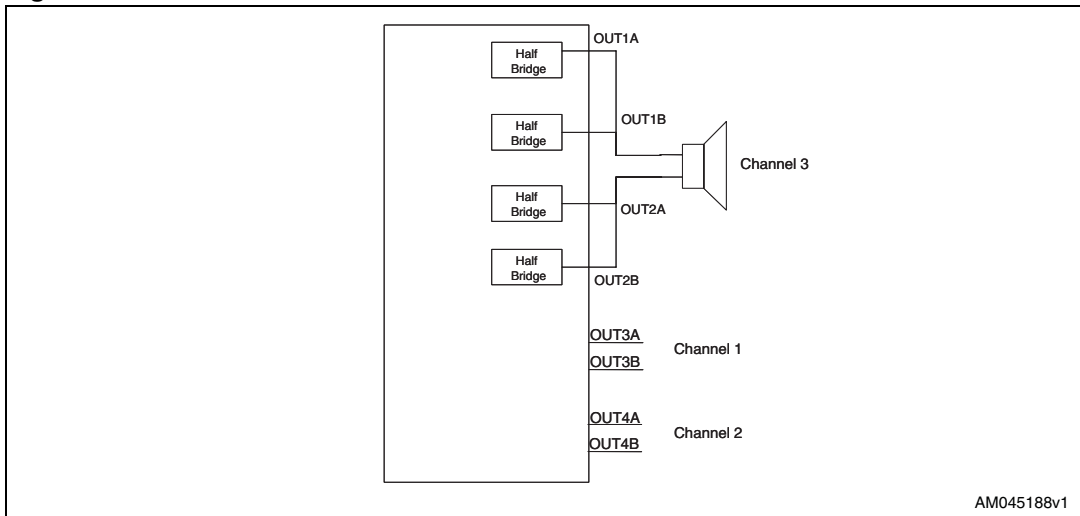 OUT1A
Half
Bridge
OUT1B
Half
Bridge
Channel 3
Half
Bridge
OUT2A
Half
Bridge
OUT2B
OUT3A
Channel 1
OUT3B
OUT4A
Channel 2
OUT4B
AM045188v1